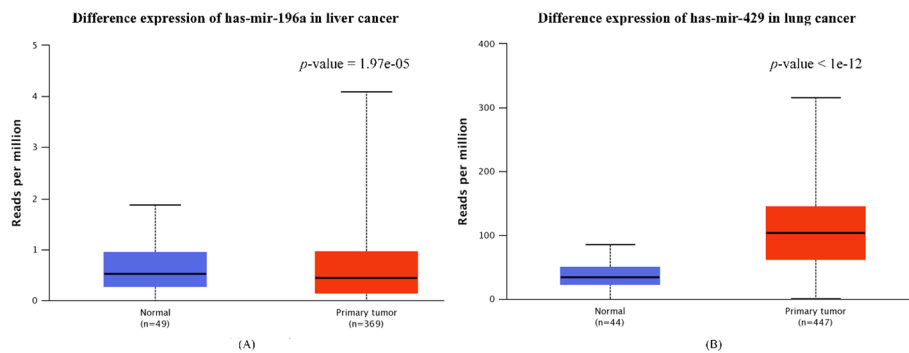 Difference expression of has-mir-196a in liver cancer
5
4
3
2
1
0
Reads per million
p-value = 1.97e-05
Normal
(n=49)
Primary tumor
(n=369)
(A)
Difference expression of has-mir-429 in lung cancer
400
300
200
100
0
Reads per million
p-value < 1e-12
Normal
(n=44)
Primary tumor
(n=447)
(B)